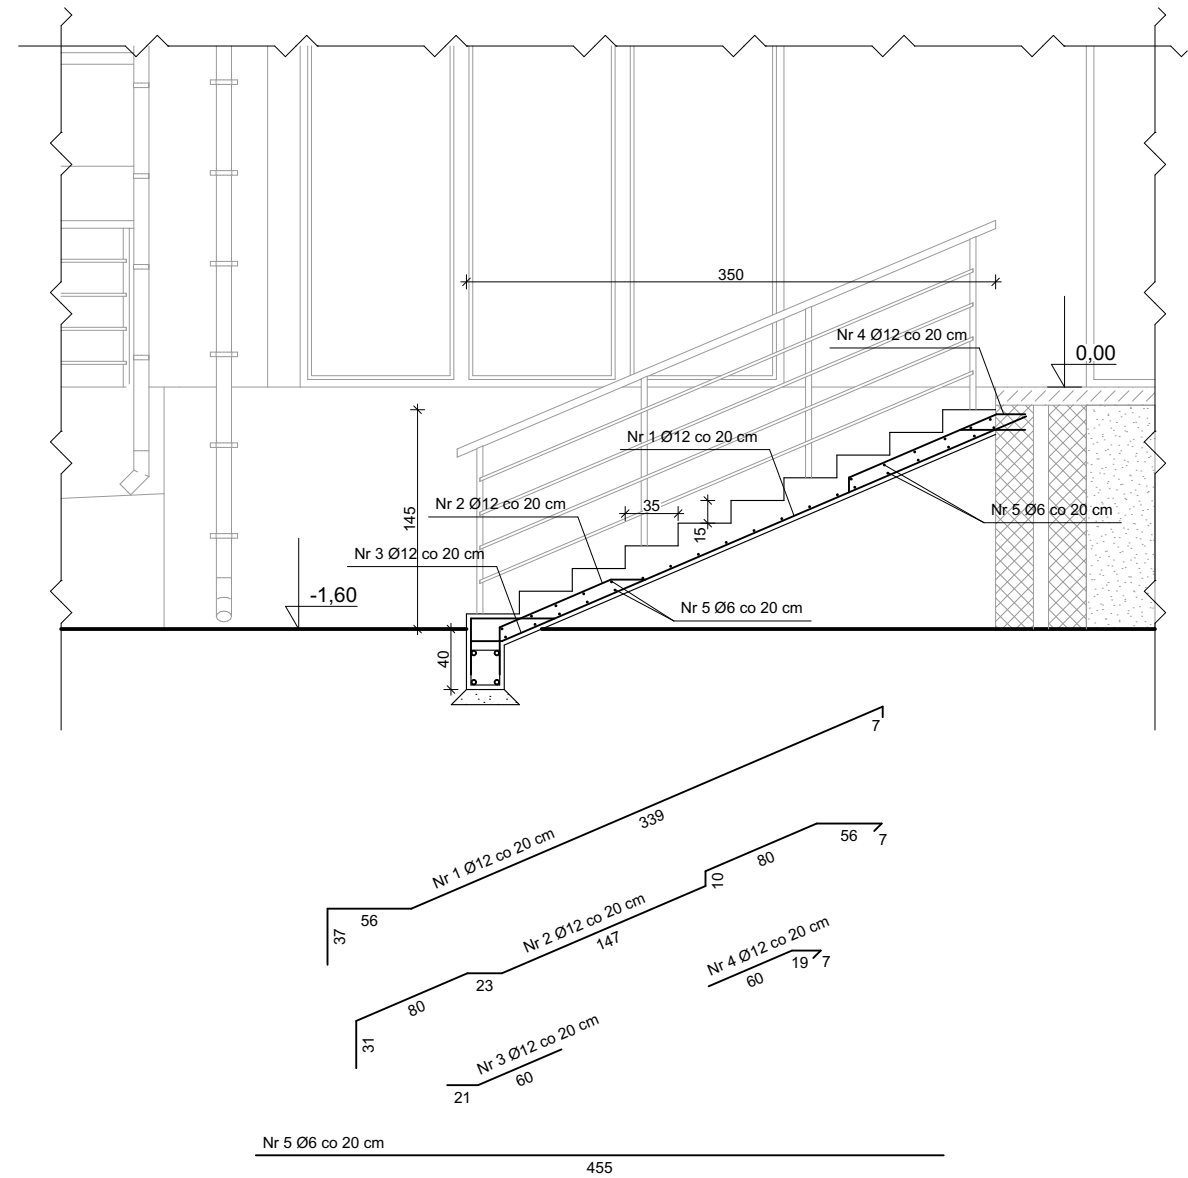 350
Nr 4 Ø12 co 20 cm
0,00
Nr 1 Ø12 co 20 cm
Nr 2 Ø12 co 20 cm
35
145
15
Nr 5 Ø6 co 20 cm
Nr 3 Ø12 co 20 cm
-1,60
Nr 5 Ø6 co 20 cm
40
7
339
Nr 1 Ø12 co 20 cm
56
37
56
7
80
10
Nr 2 Ø12 co 20 cm
147
23
80
31
Nr 4 Ø12 co 20 cm
19
7
60
Nr 3 Ø12 co 20 cm
60
21
Nr 5 Ø6 co 20 cm
455